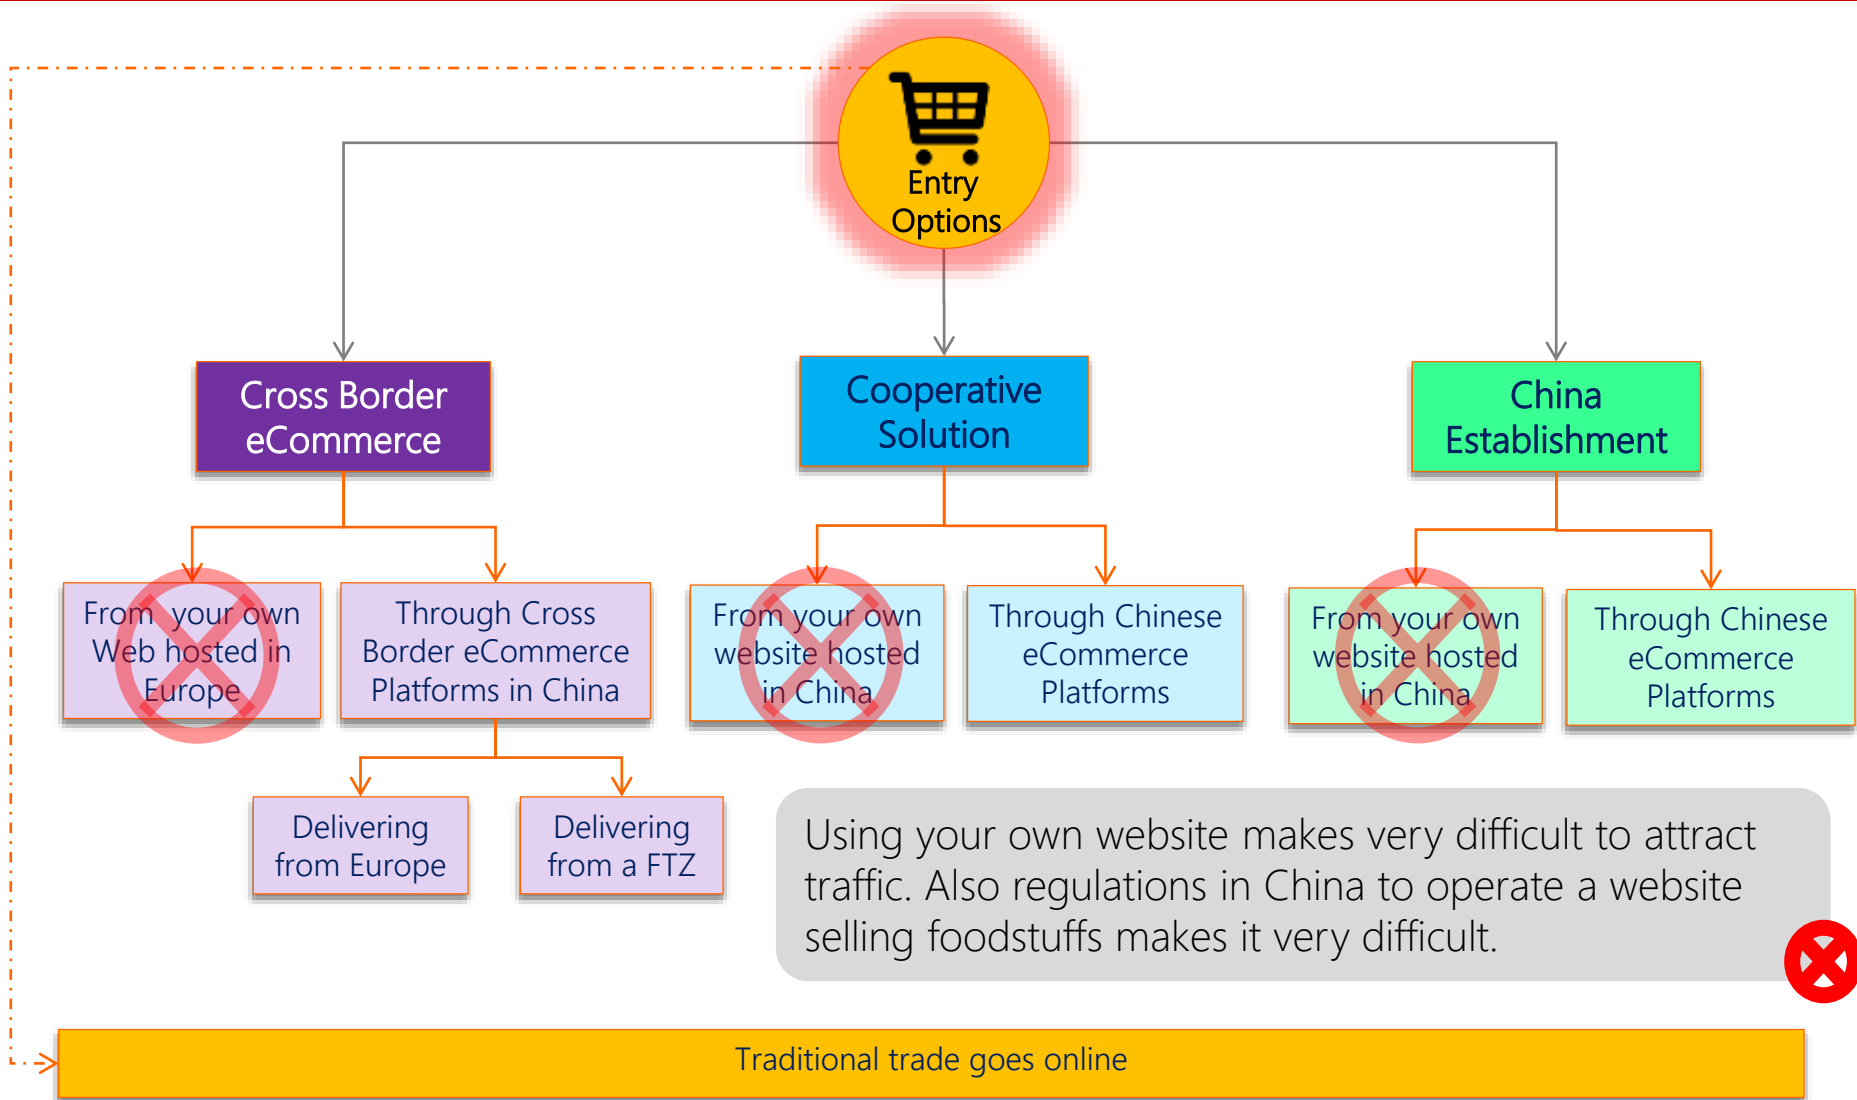 Entry
Options
Cross Border
eCommerce
Cooperative
Solution
China
Establishment
From your own
Web hosted in
Europe
Through Cross
Border eCommerce
Platforms in China
From your own
website hosted
in China
Through Chinese
eCommerce
Platforms
From your own
website hosted
in China
Through Chinese
eCommerce
Platforms
Delivering
from Europe
Delivering
from a FTZ
Using your own website makes very difficult to attract
traffic. Also regulations in China to operate a website
selling foodstuffs makes it very difficult.
Traditional trade goes online